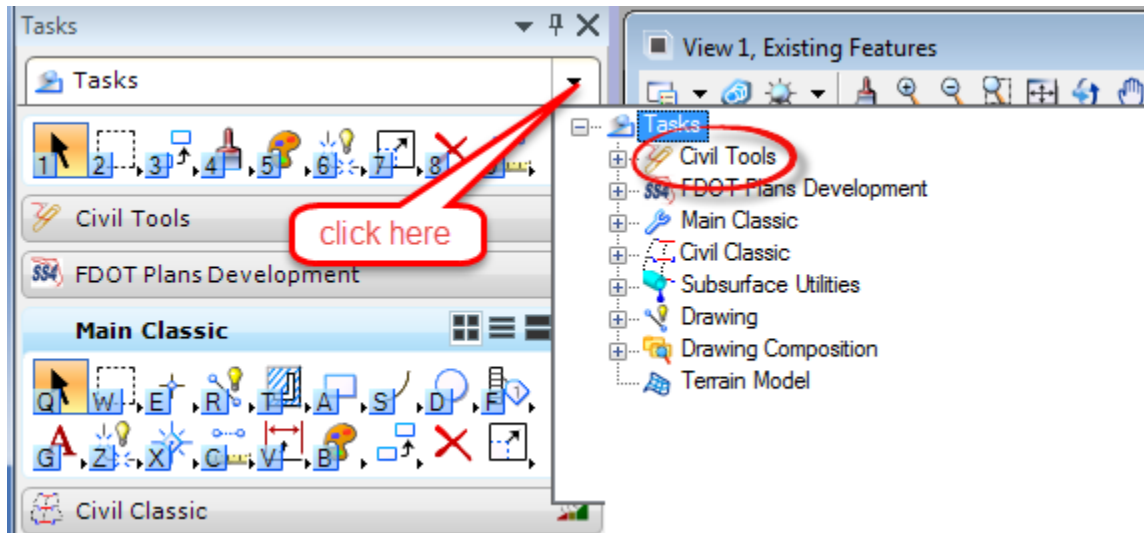 Tasks
View 1, Existing Features
Tasks
Tasks
1 2 3 4 5 6 7 8
Civil Tools
Civil Tools
SS4 FDOT Plans Development
click here
Main Classic
Civil Classic
SS4 FDOT Plans Development
Subsurface Utilities
Drawing
Main Classic
Drawing Composition
Terrain Model
Q W E R T A S D F
G Z X C V B
Civil Classic